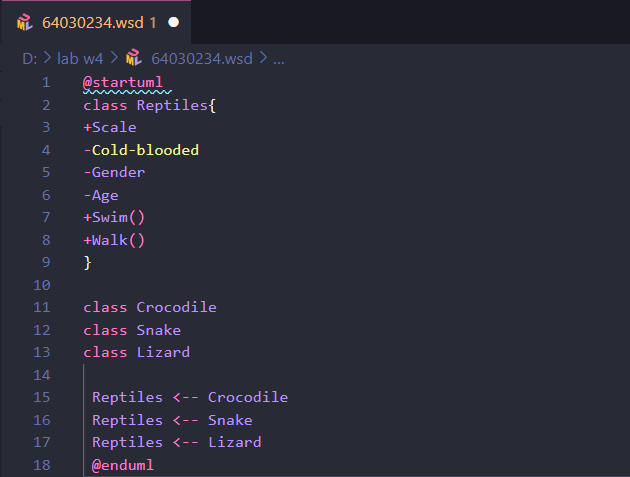 64030234.wsd 1
D: > lab w4 > 64030234.wsd > ...
1 @startuml
2 class Reptiles{
3 +Scale
4 -Cold-blooded
5 -Gender
6 -Age
7 +Swim()
8 +Walk()
9 }
10
11 class Crocodile
12 class Snake
13 class Lizard
14
15 Reptiles <-- Crocodile
16 Reptiles <-- Snake
17 Reptiles <-- Lizard
18 @enduml